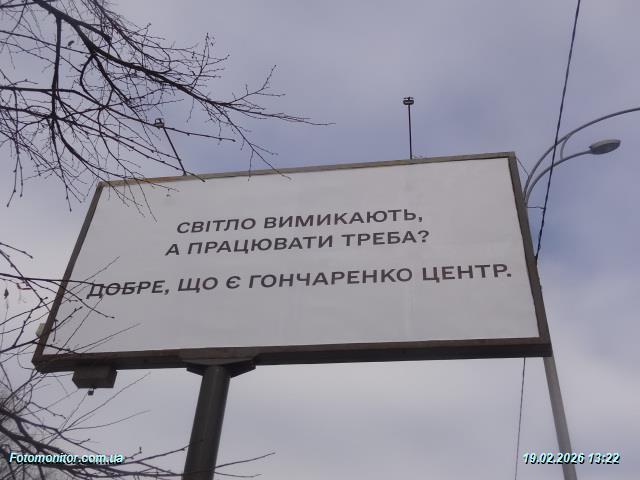 СВІТЛО ВИМИКАЮТЬ,
А ПРАЦЮВАТИ ТРЕБА?
ДОБРЕ, ЩО Є ГОНЧАРЕНКО ЦЕНТР.
Fotomonitor.com.ua
19.02.2026 13:22